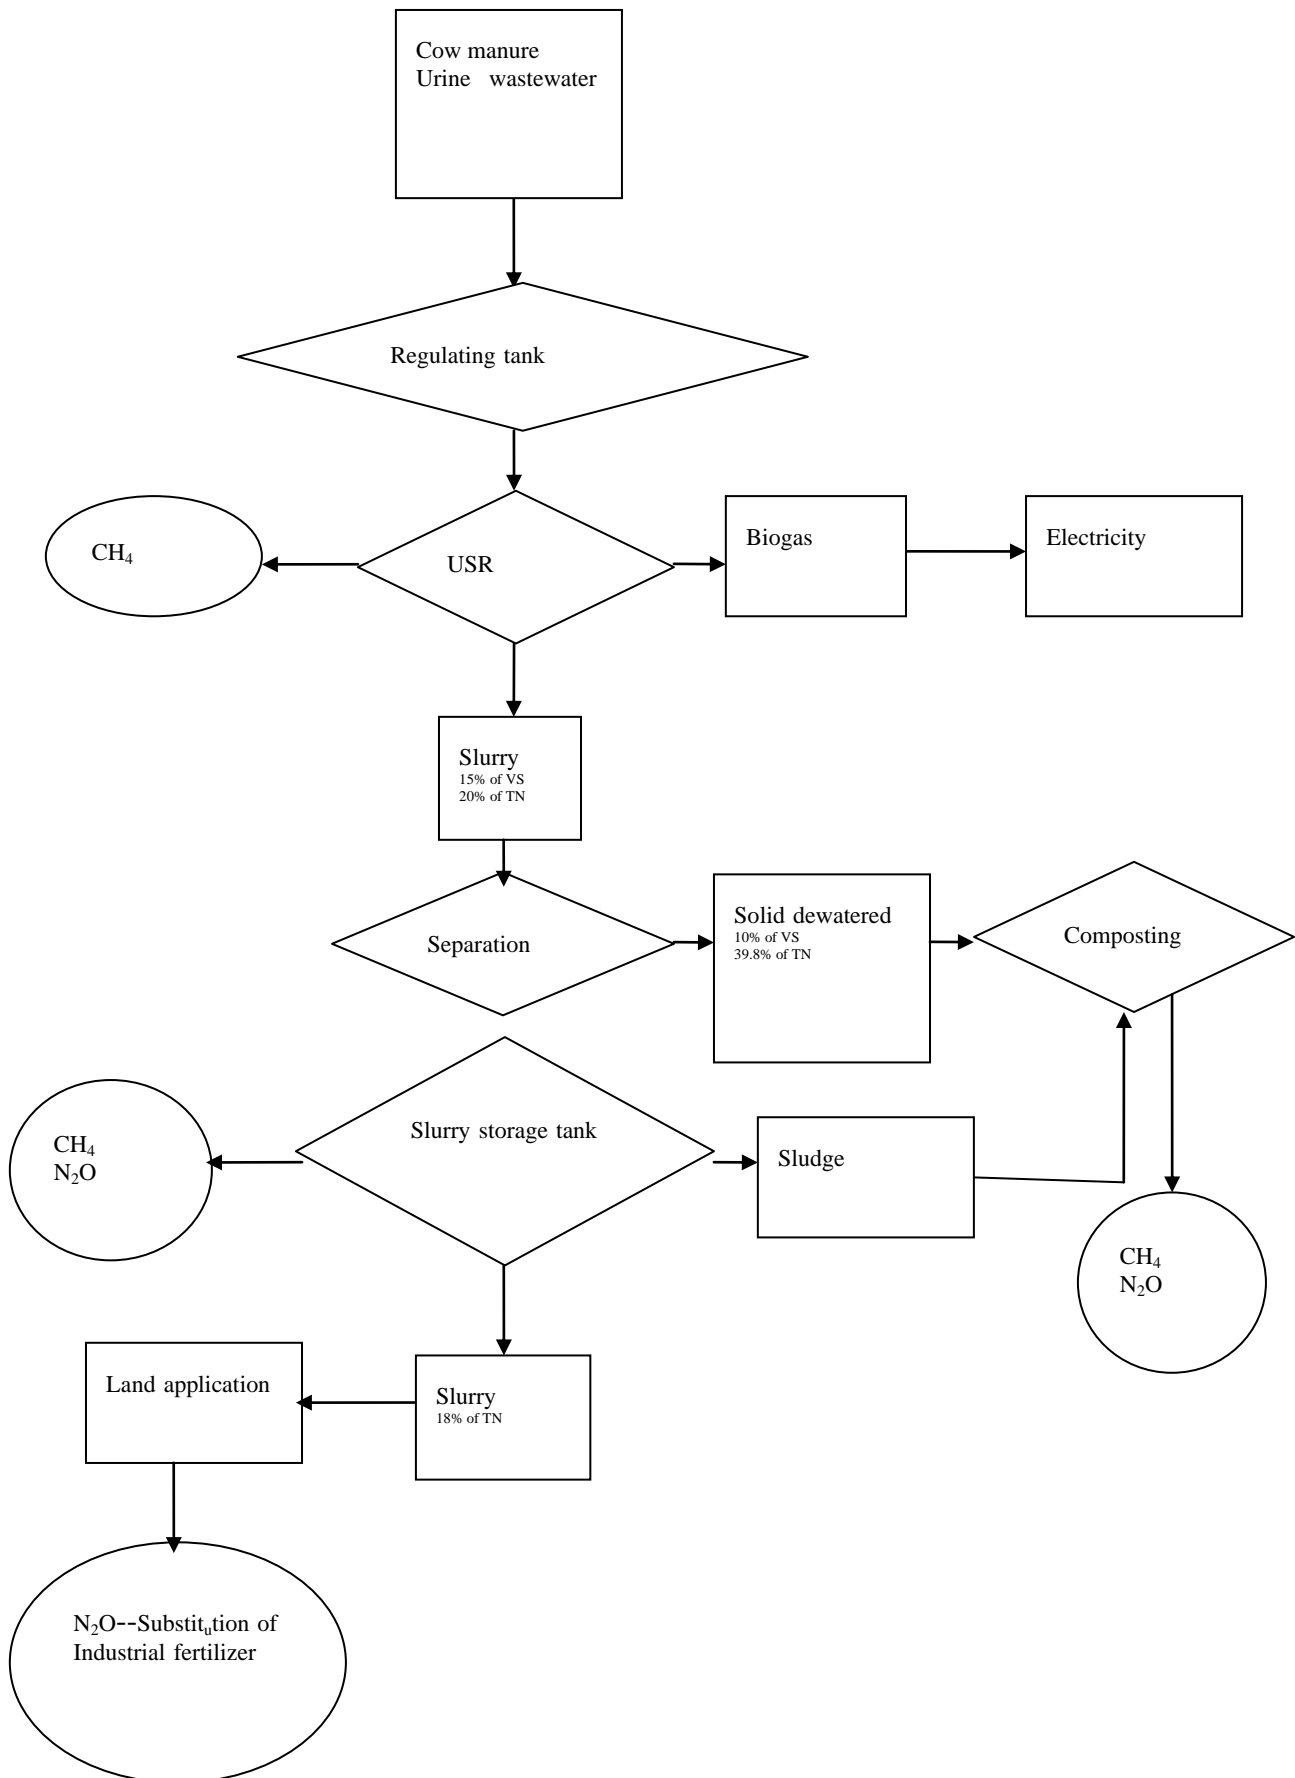 Cow manure
Urine wastewater
Regulating tank
CH₄
USR
Biogas
Electricity
Slurry
15% of VS
20% of TN
Separation
Solid dewatered
10% of VS
39.8% of TN
Composting
CH₄
N₂O
Slurry storage tank
Sludge
CH₄
N₂O
Land application
Slurry
18% of TN
N₂O--Substitution of
Industrial fertilizer